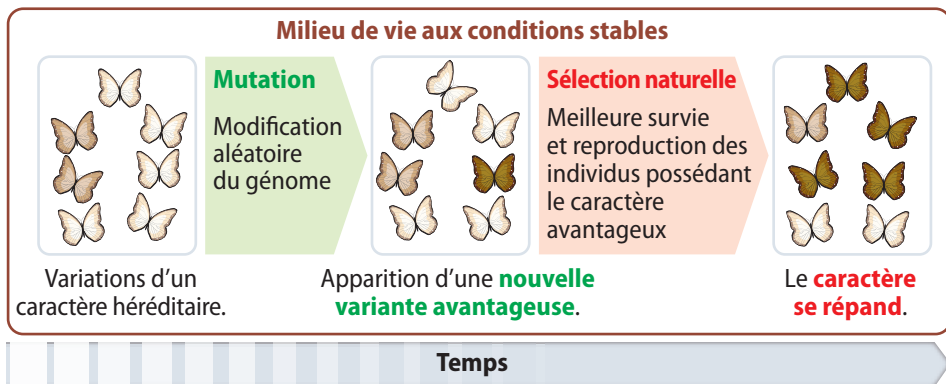 Milieu de vie aux conditions stables
Mutation
Modification
aléatoire
du génome
Sélection naturelle
Meilleure survie
et reproduction des
individus possédant
le caractère
avantageux
Variations d’un
caractère héréditaire.
Apparition d’une nouvelle
variante avantageuse.
Le caractère
se répand.
Temps